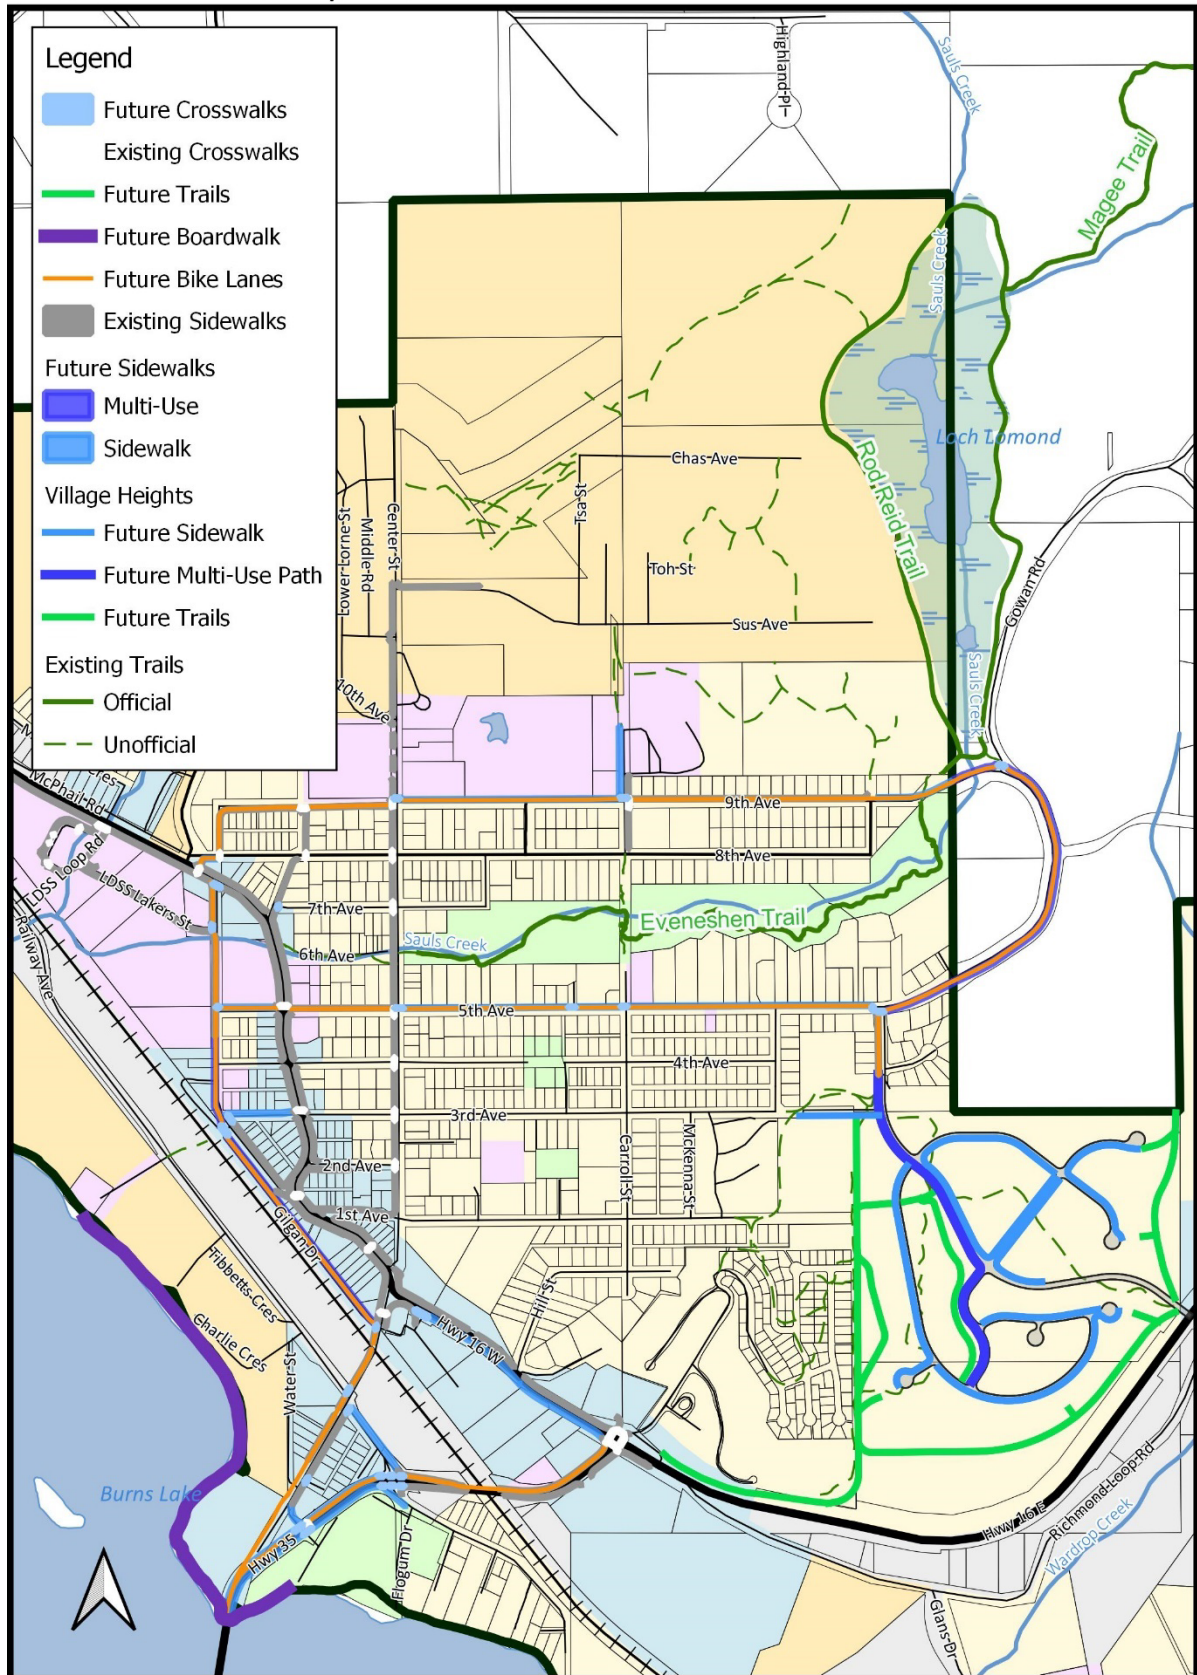 Legend
Future Crosswalks
Existing Crosswalks
Future Trails
Future Boardwalk
Future Bike Lanes
Existing Sidewalks
Future Sidewalks
Multi-Use
Sidewalk
Village Heights
Future Sidewalk
Future Multi-Use Path
Future Trails
Existing Trails
Official
Unofficial
Highland Pl
Sauls Creek
Magee Trail
Sauls Creek
Loch Lomond
Rod Reid Trail
Chas Ave
Tsa St
Lower Lorne St
Middle Rd
Center St
Toh St
Gowan Rd
Sus Ave
Sauls Creek
10th Ave
Cres
McPhail Rd
9th Ave
LDSS Loop Rd
8th Ave
LDSS Lakers St
7th Ave
Eveneshen Trail
Railway Ave
6th Ave
Sauls Creek
5th Ave
4th Ave
3rd Ave
Carroll St
McKenna St
2nd Ave
1st Ave
Gilgan Dr
Tibbetts Cres
Charlie Cres
Hill St
Hwy 16 W
Water St
Burns Lake
Hwy 35
Flogum Dr
Hwy 16 E
Richmond Loop Rd
Wardrop Creek
Glans Dr